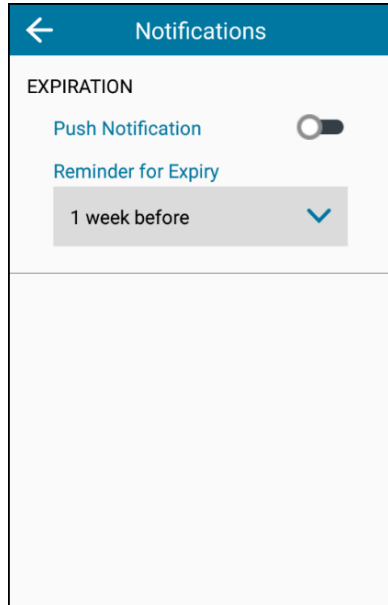 Notifications
EXPIRATION
Push Notification
Reminder for Expiry
1 week before